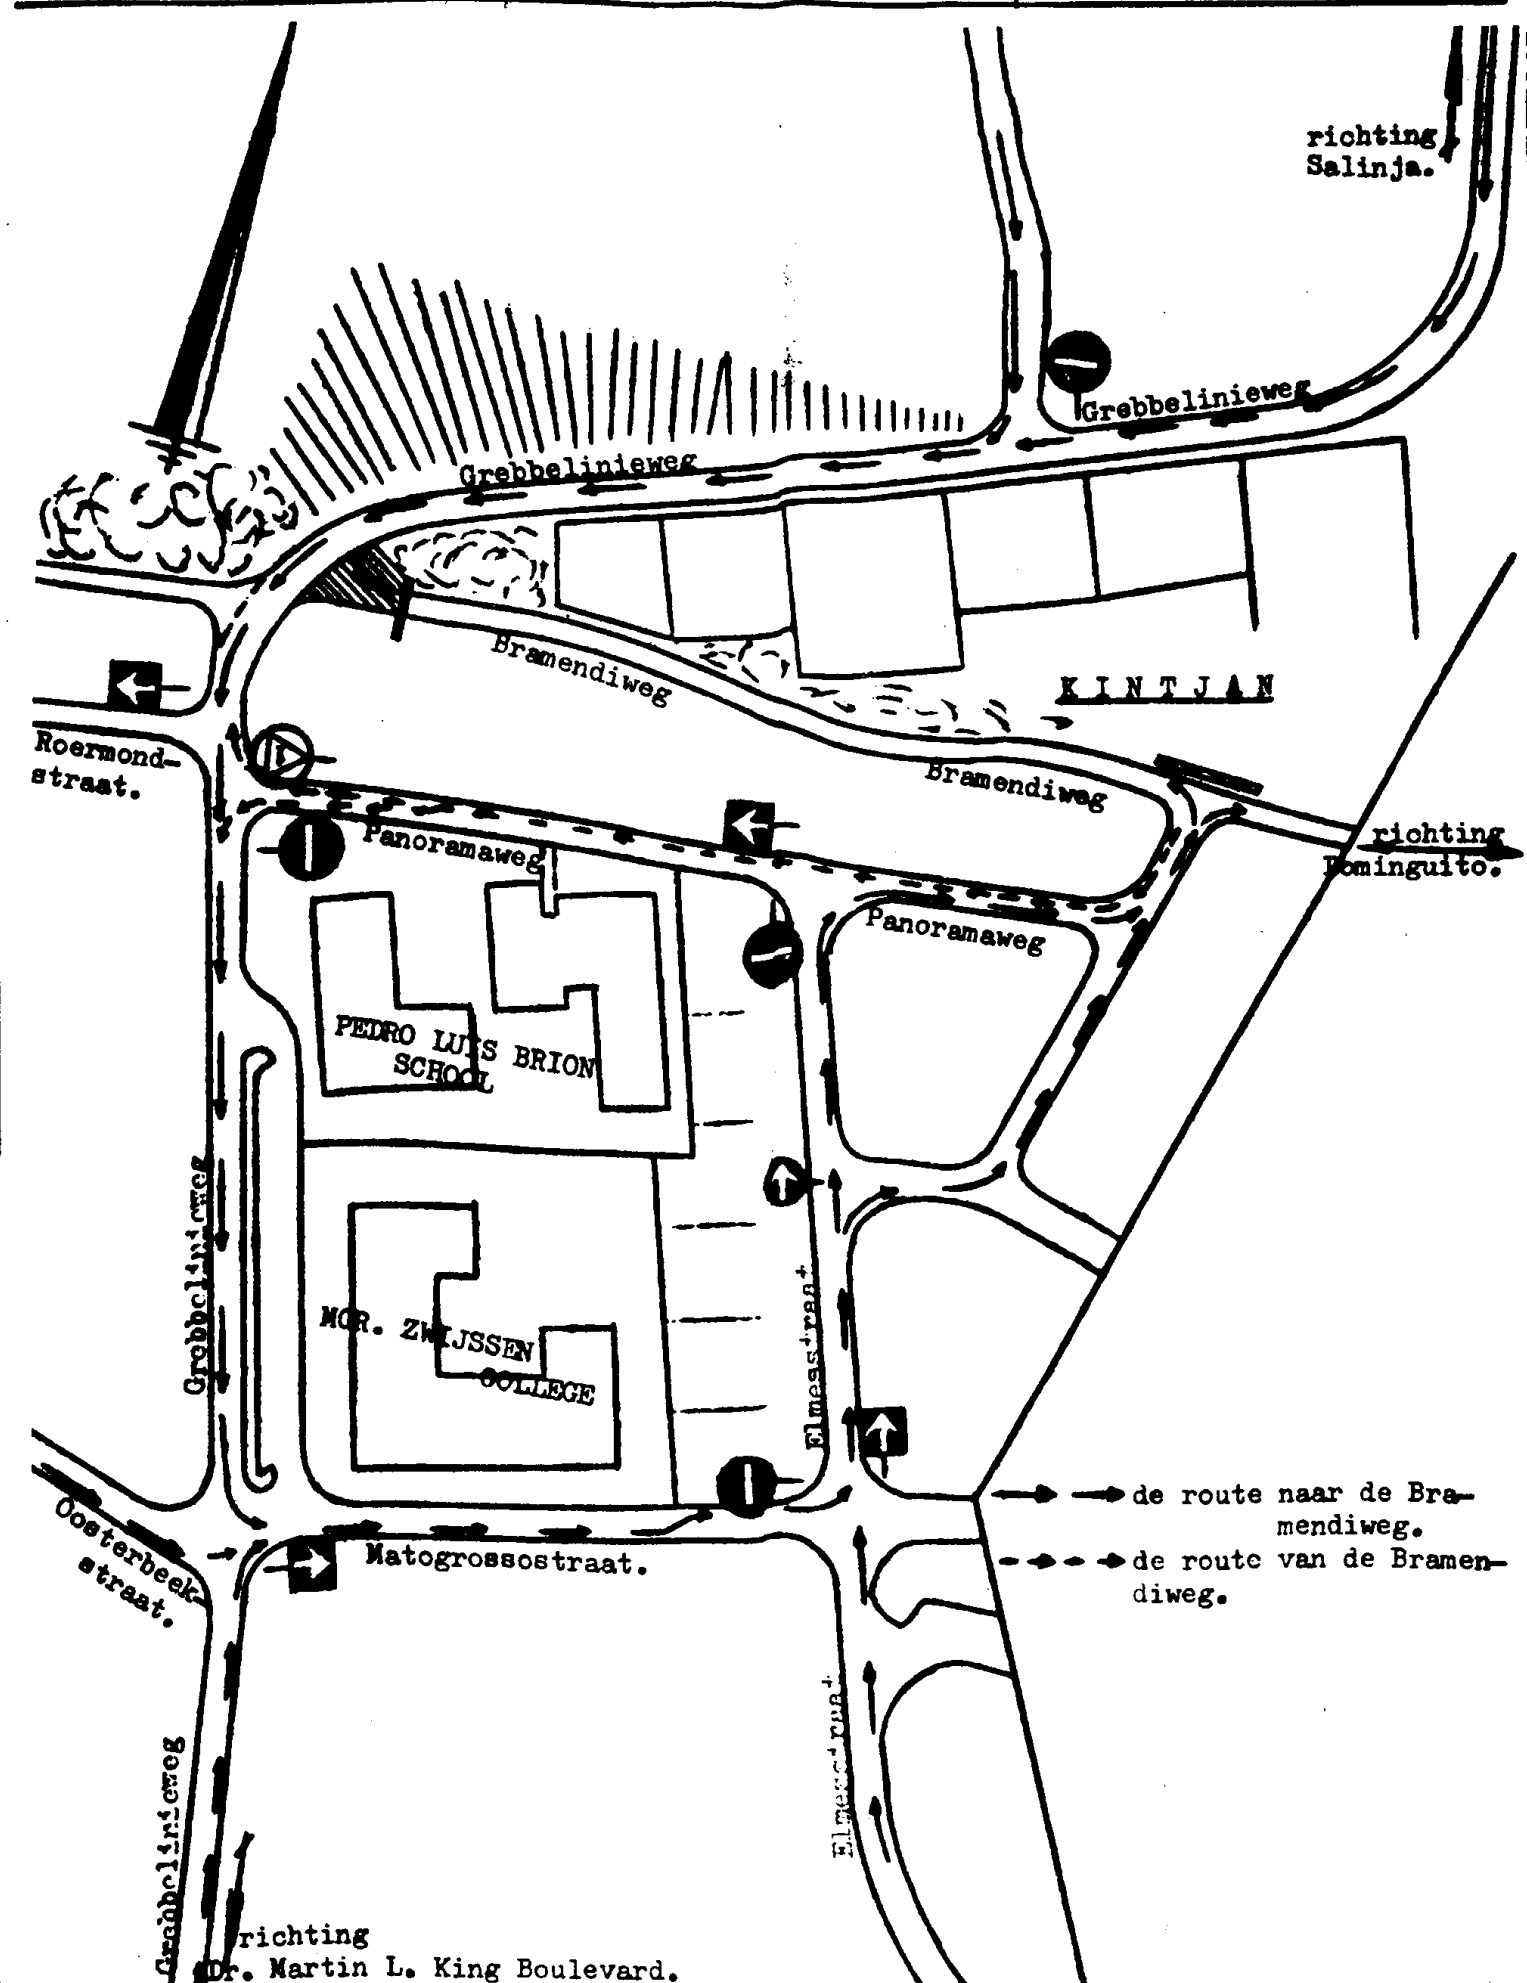 richting
Salinja.
Grebbelinieweg
Grebbelinieweg
Bramendiweg
KINTJAN
Roermond-
straat.
Bramendiweg
richting
Dominguito.
Panoramaweg
Panoramaweg
PEDRO LUIS BRION
SCHOOL
Grebbelinieweg
MGR. ZWIJSSEN
COLLEGE
Elmesstraat
de route naar de Bra-
mendiweg.
Oosterbeek-
straat.
Matogrossostraat.
de route van de Bramen-
diweg.
Elmesstraat
Grebbelinieweg
richting
Dr. Martin L. King Boulevard.